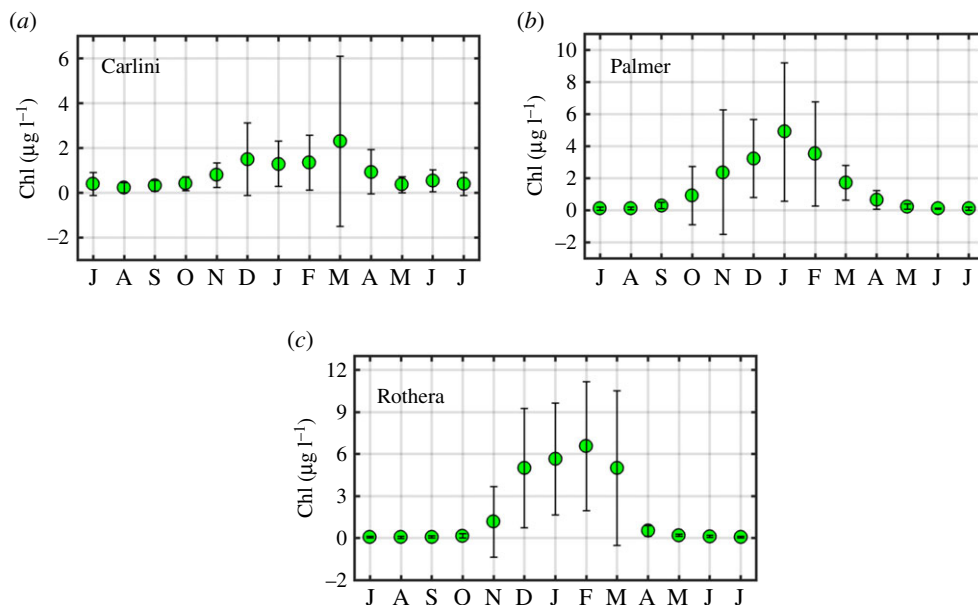 (a)
Carlini
Chl (µg l⁻¹)
6
4
2
0
–2
J A S O N D J F M A M J J
(b)
Palmer
Chl (µg l⁻¹)
10
8
6
4
2
0
–2
J A S O N D J F M A M J J
(c)
Rothera
Chl (µg l⁻¹)
12
9
6
3
0
–2
J A S O N D J F M A M J J